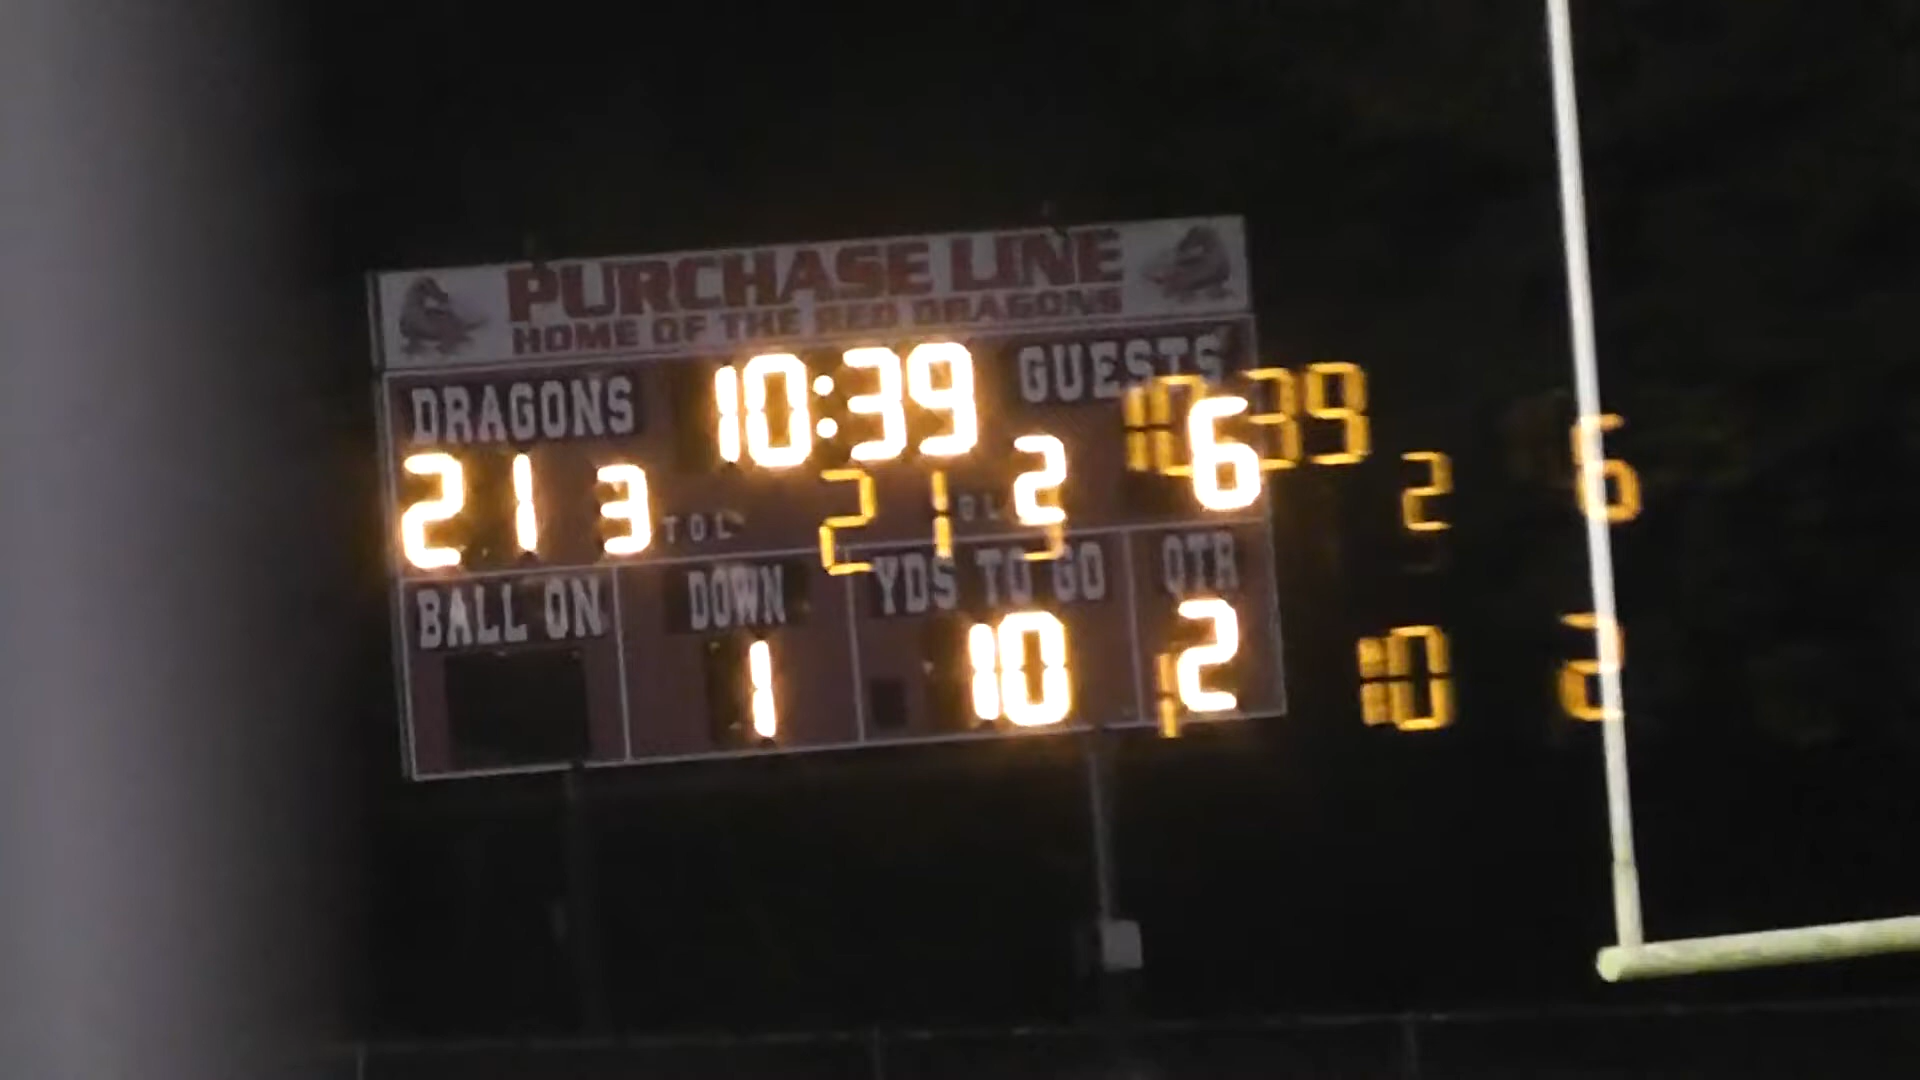 PURCHASE LINE
HOME OF THE RED DRAGONS
DRAGONS 10:39 GUESTS
21 3 TOL 2 6
BALL ON DOWN YDS TO GO QTR
1 10 2